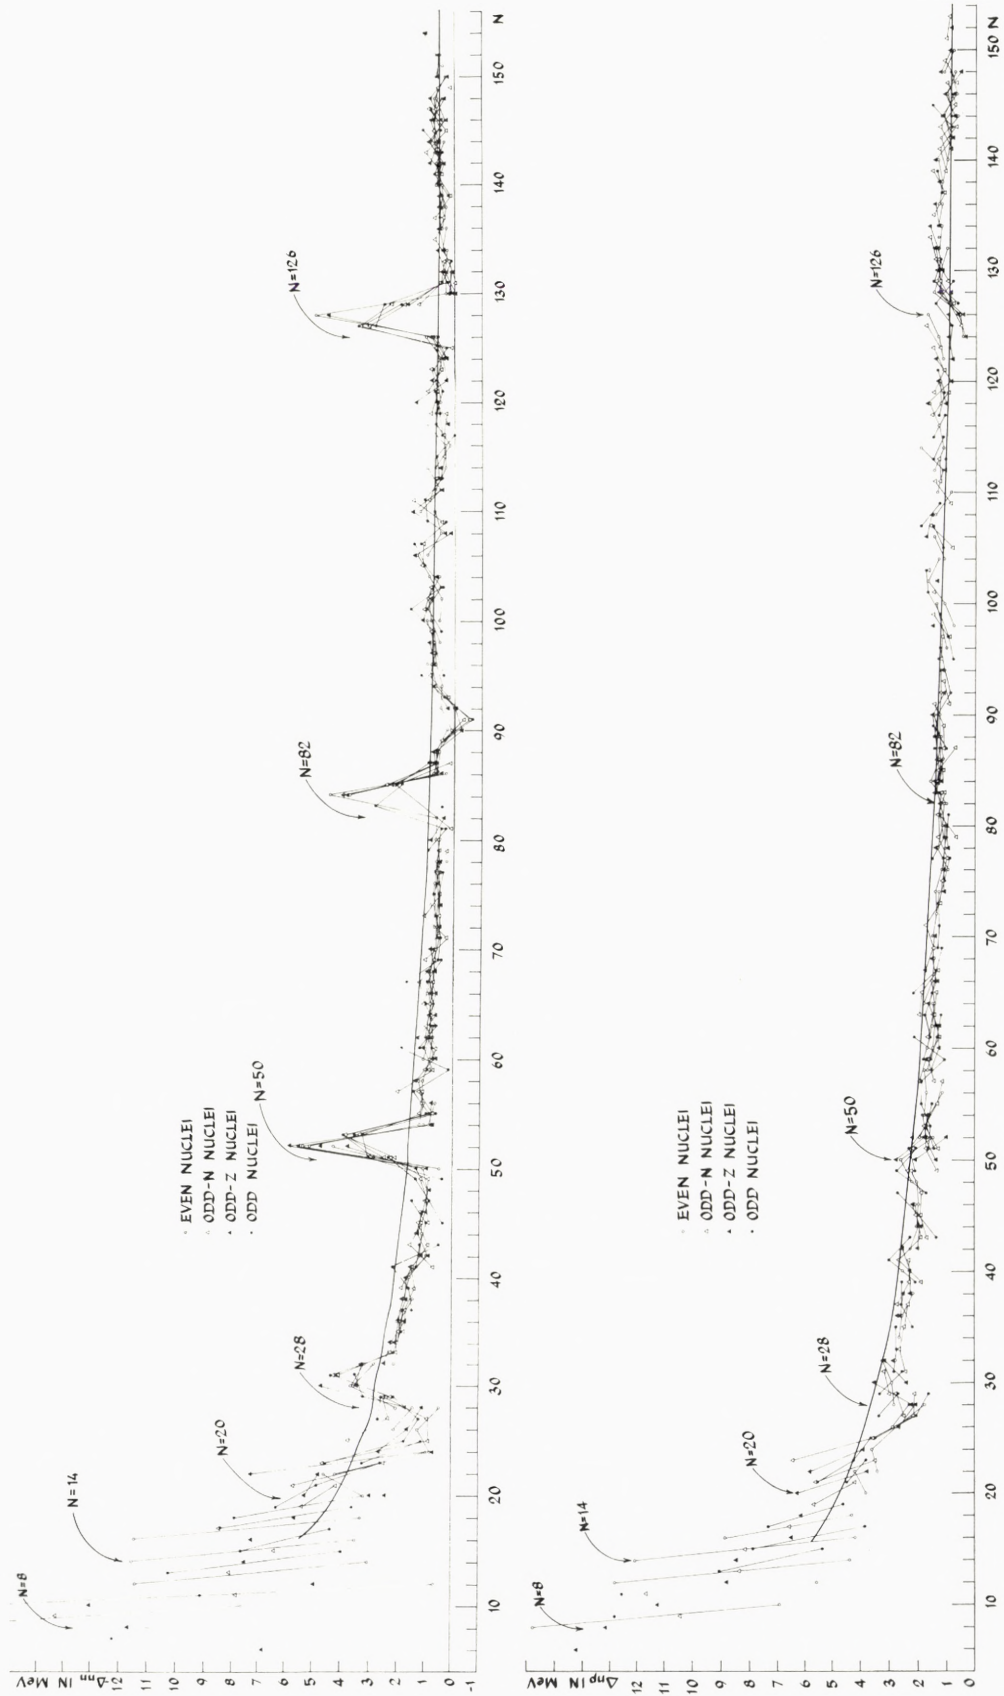 Δnn IN MeV
12
11
10
9
8
7
6
5
4
3
2
1
0
-1
N=8
N=14
N=20
N=28
N=50
N=82
N=126
◦ EVEN NUCLEI
▵ ODD-N NUCLEI
▴ ODD-Z NUCLEI
• ODD NUCLEI
10
20
30
40
50
60
70
80
90
100
110
120
130
140
150
N
Δnp IN MeV
12
11
10
9
8
7
6
5
4
3
2
1
0
N=8
N=14
N=20
N=28
N=50
N=82
N=126
◦ EVEN NUCLEI
▵ ODD-N NUCLEI
▴ ODD-Z NUCLEI
• ODD NUCLEI
10
20
30
40
50
60
70
80
90
100
110
120
130
140
150
N